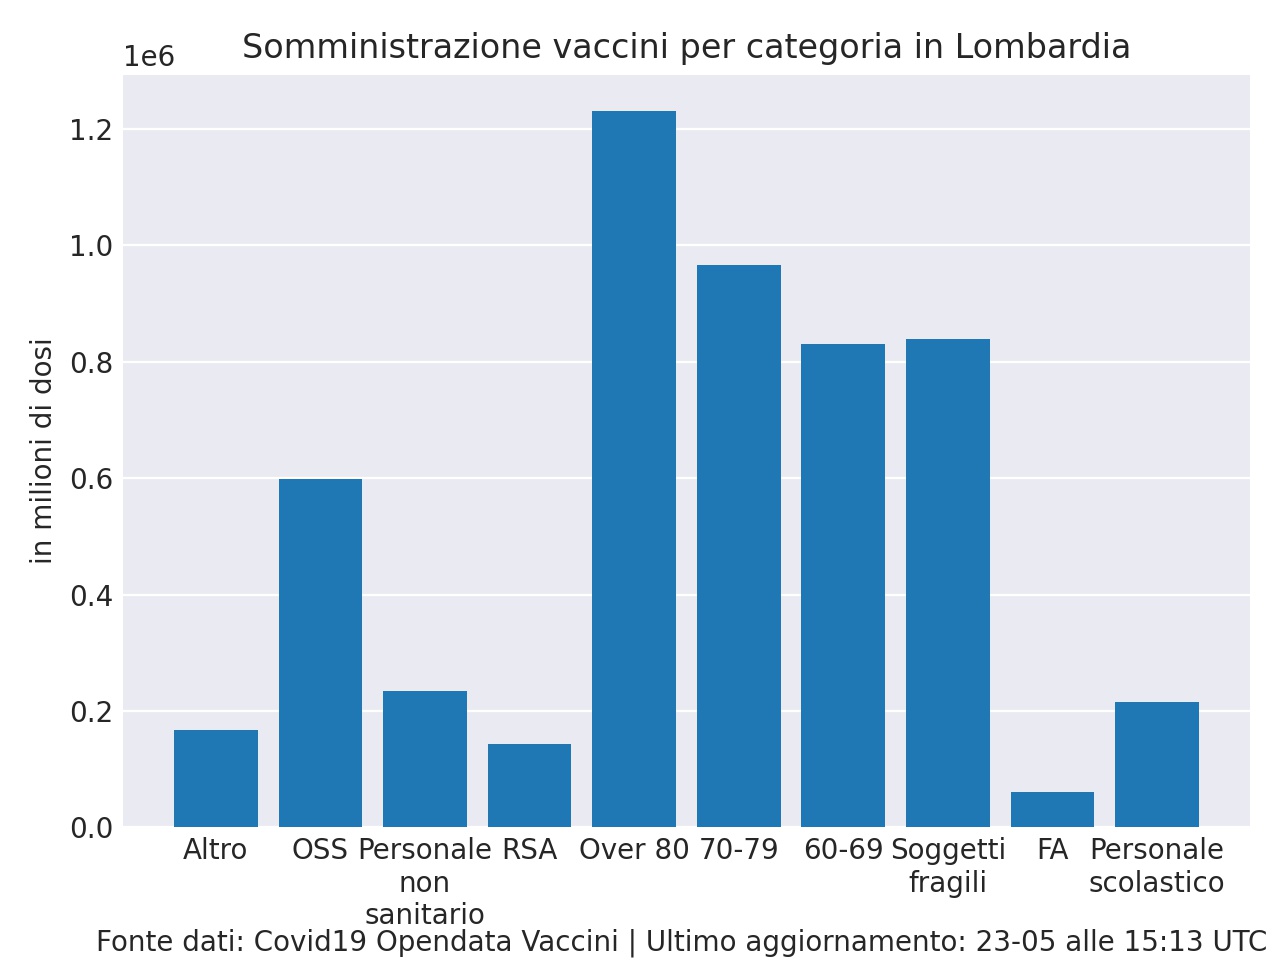 Somministrazione vaccini per categoria in Lombardia
1e6
in milioni di dosi
1.2
1.0
0.8
0.6
0.4
0.2
0.0
Altro
OSS
Personale
non
sanitario
RSA
Over 80
70-79
60-69
Soggetti
fragili
FA
Personale
scolastico
Fonte dati: Covid19 Opendata Vaccini | Ultimo aggiornamento: 23-05 alle 15:13 UTC